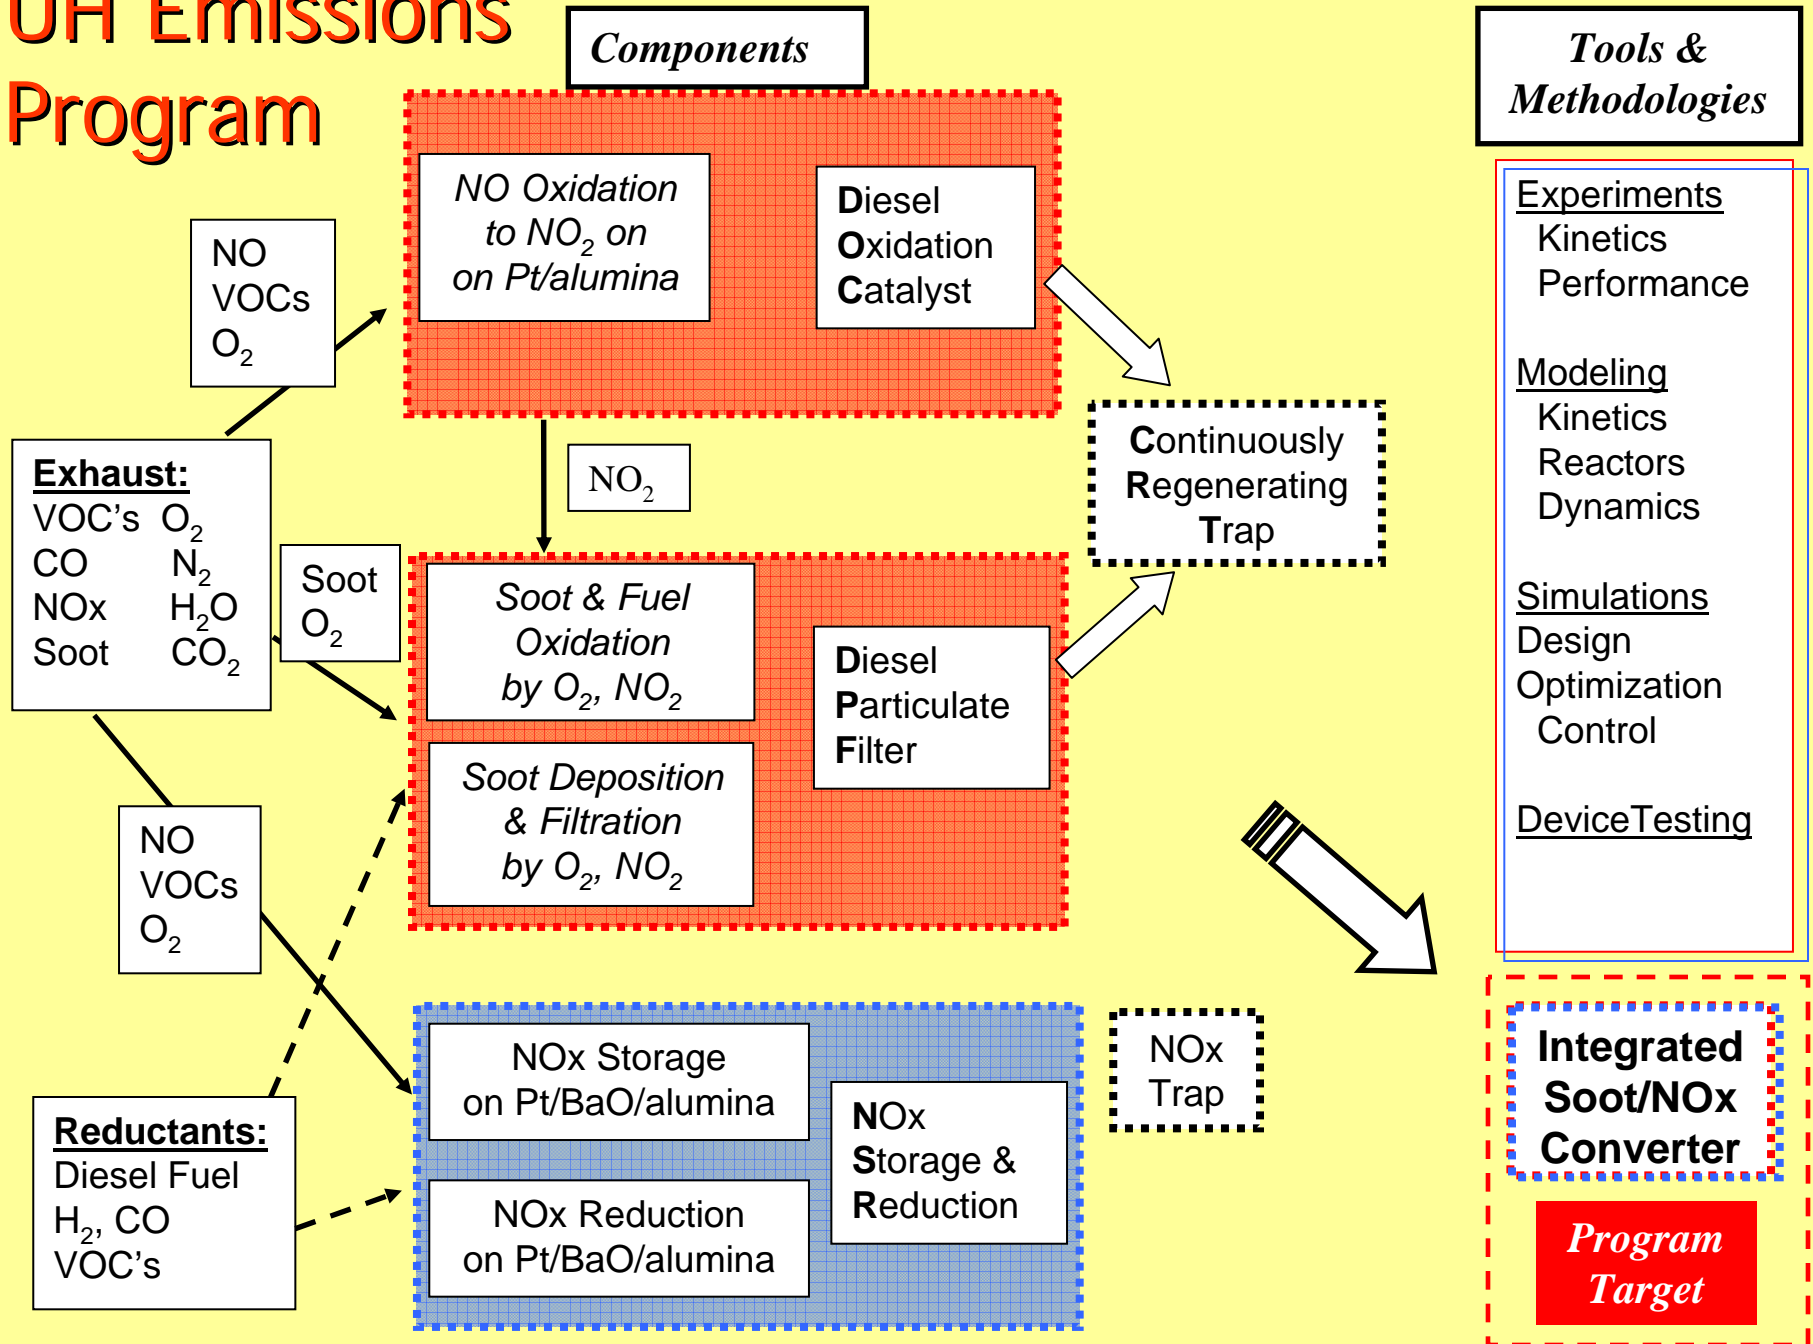 UH Emissions
Program
Components
Tools &
Methodologies
NO Oxidation
to NO₂ on
on Pt/alumina
Diesel
Oxidation
Catalyst
NO
VOCs
O₂
Experiments
Kinetics
Performance
Modeling
Kinetics
Reactors
Dynamics
Simulations
Design
Optimization
Control
DeviceTesting
Exhaust:
VOC's O₂
CO N₂
NOx H₂O
Soot CO₂
NO₂
Continuously
Regenerating
Trap
Soot
O₂
Soot & Fuel
Oxidation
by O₂, NO₂
Diesel
Particulate
Filter
Soot Deposition
& Filtration
by O₂, NO₂
NO
VOCs
O₂
NOx Storage
on Pt/BaO/alumina
NOx
Storage &
Reduction
NOx
Trap
Integrated
Soot/NOx
Converter
Reductants:
Diesel Fuel
H₂, CO
VOC's
NOx Reduction
on Pt/BaO/alumina
Program
Target